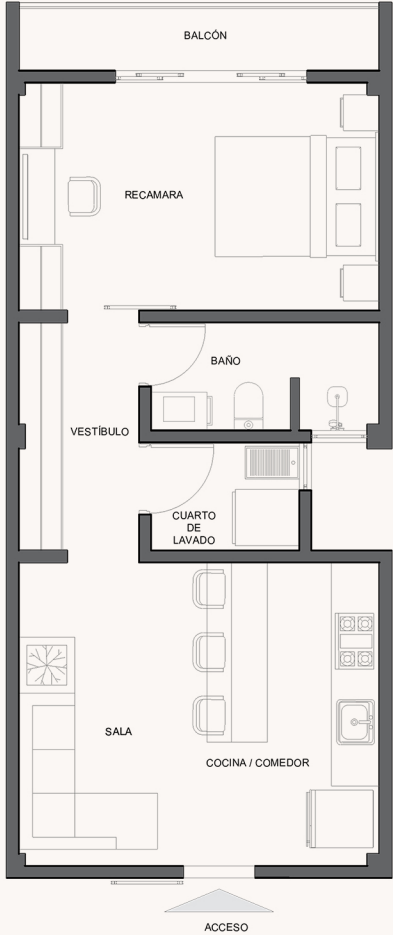 BALCÓN
RECAMARA
BAÑO
VESTÍBULO
CUARTO
DE
LAVADO
SALA
COCINA / COMEDOR
ACCESO